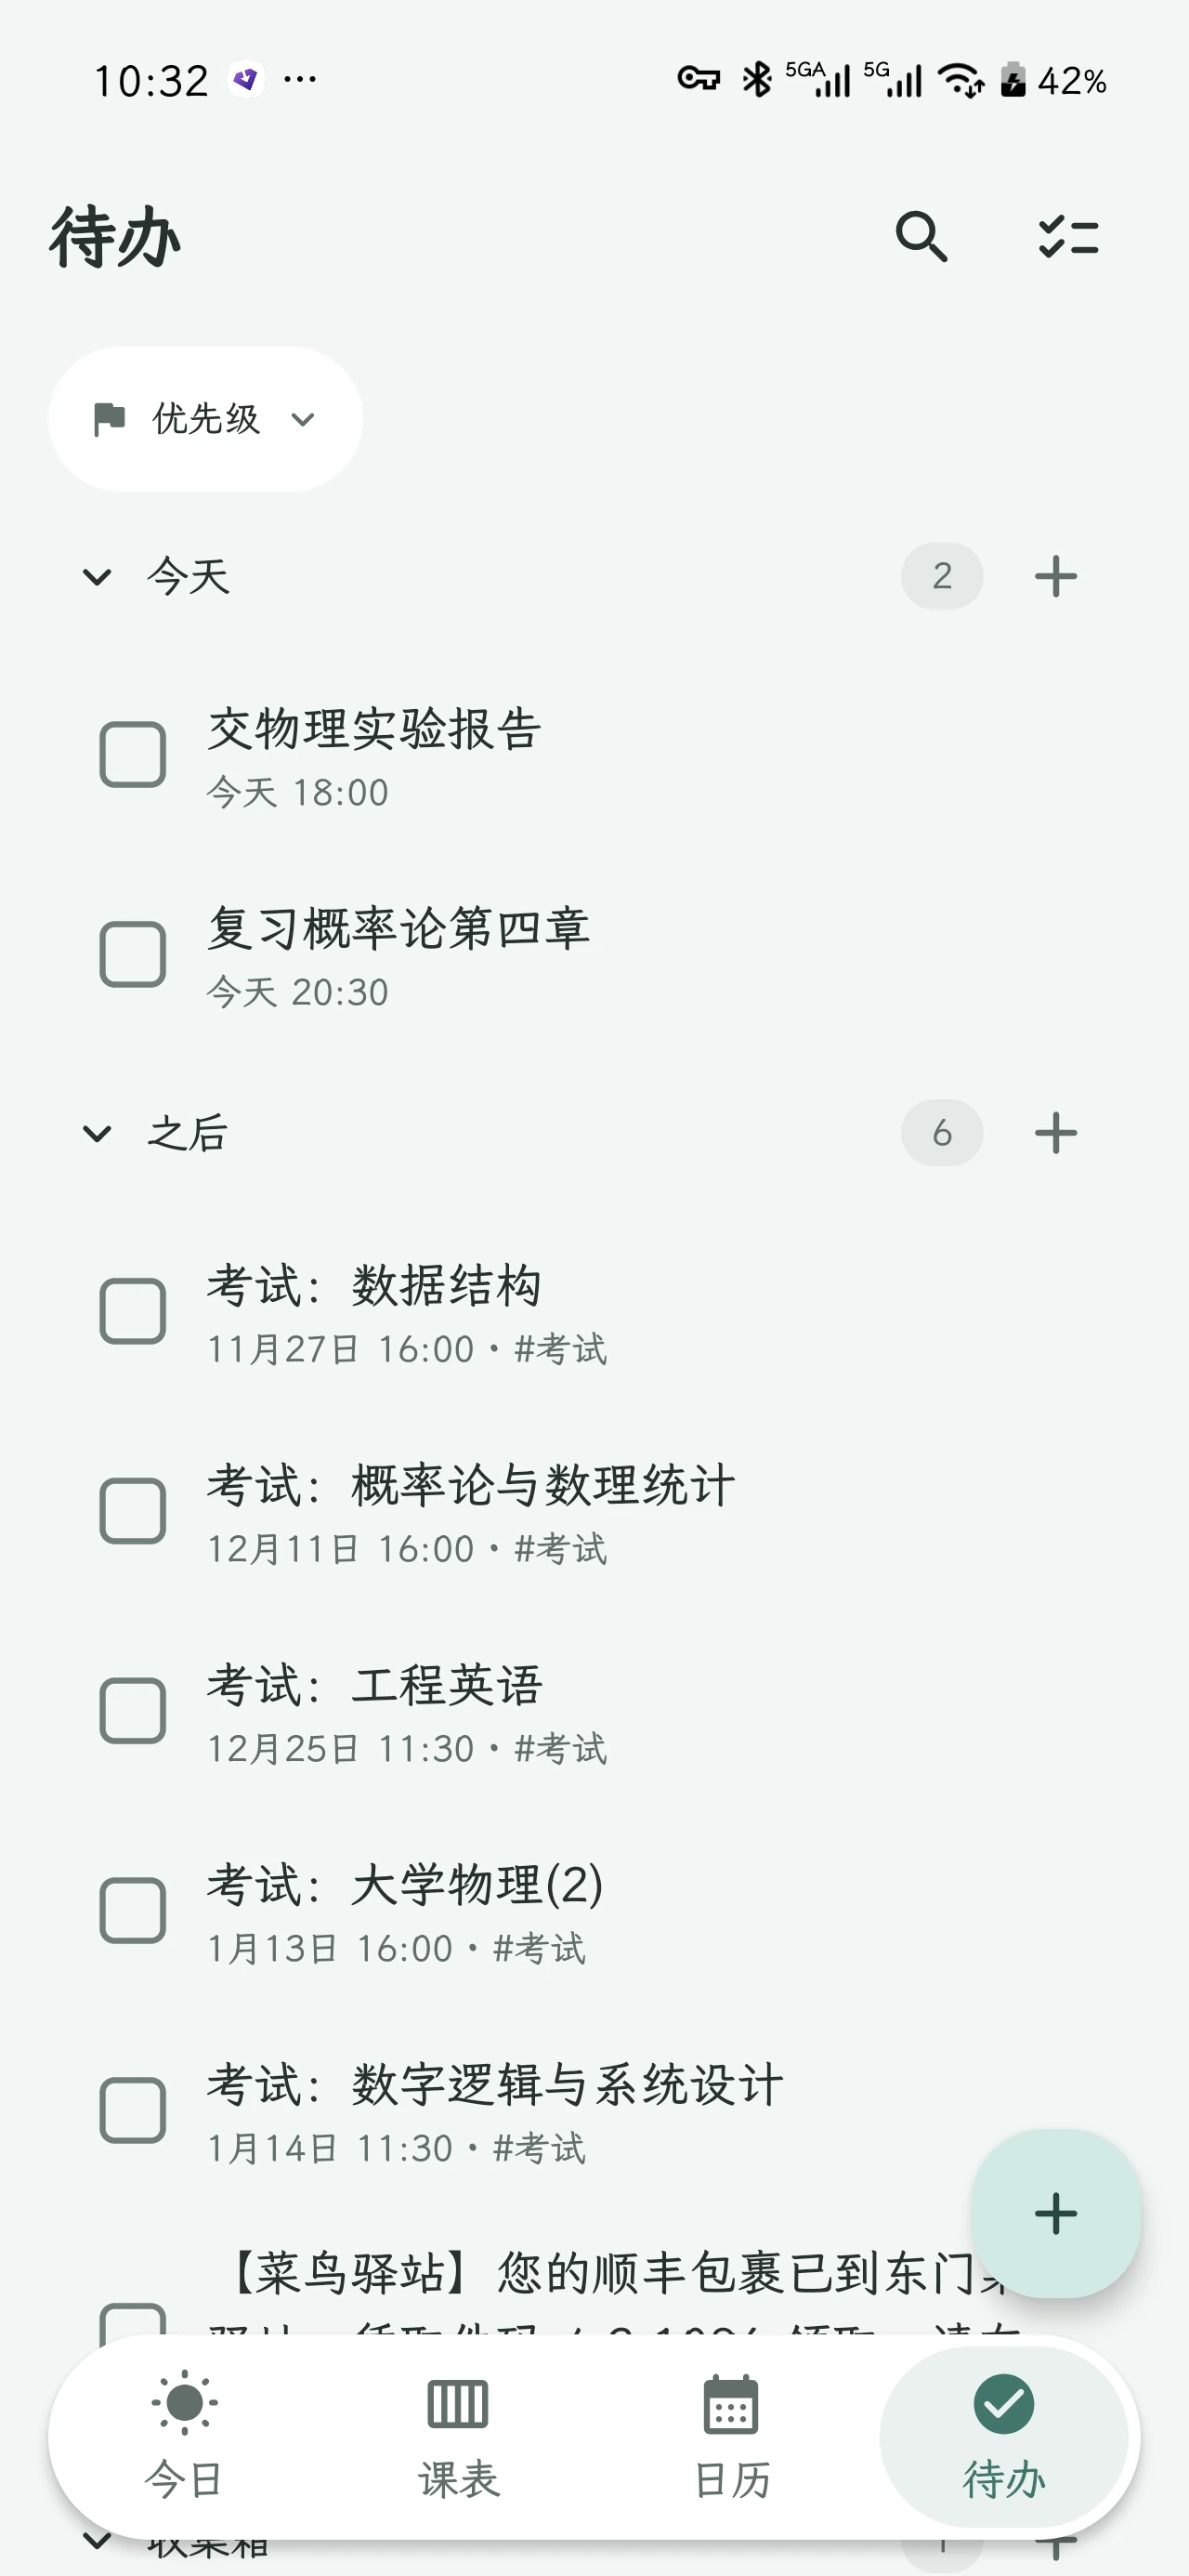 10:32
5GA
5G
42%
待办
优先级
今天
2
交物理实验报告
今天 18:00
复习概率论第四章
今天 20:30
之后
6
考试：数据结构
11月27日 16:00 • #考试
考试：概率论与数理统计
12月11日 16:00 • #考试
考试：工程英语
12月25日 11:30 • #考试
考试：大学物理(2)
1月13日 16:00 • #考试
考试：数字逻辑与系统设计
1月14日 11:30 • #考试
【菜鸟驿站】您的顺丰包裹已到东门
今日
课表
日历
待办
收集箱